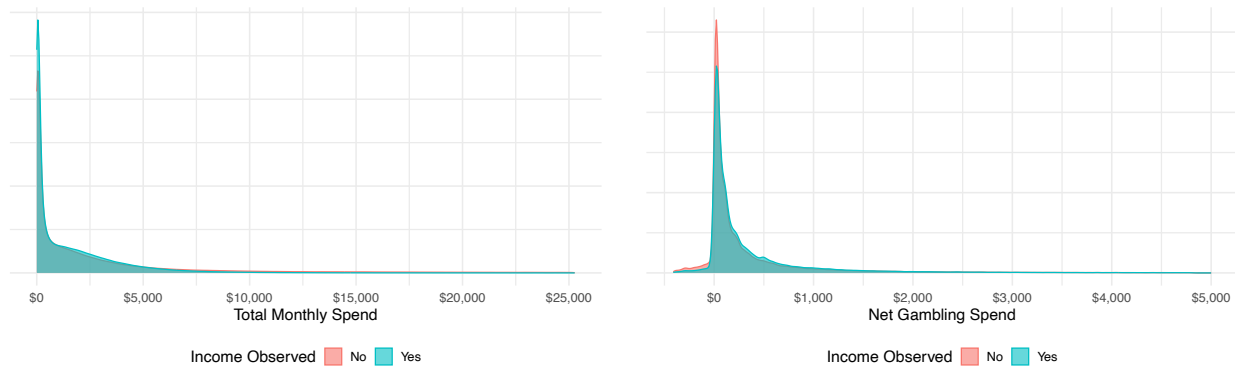 $0 $5,000 $10,000 $15,000 $20,000 $25,000
Total Monthly Spend
Income Observed No Yes
$0 $1,000 $2,000 $3,000 $4,000 $5,000
Net Gambling Spend
Income Observed No Yes